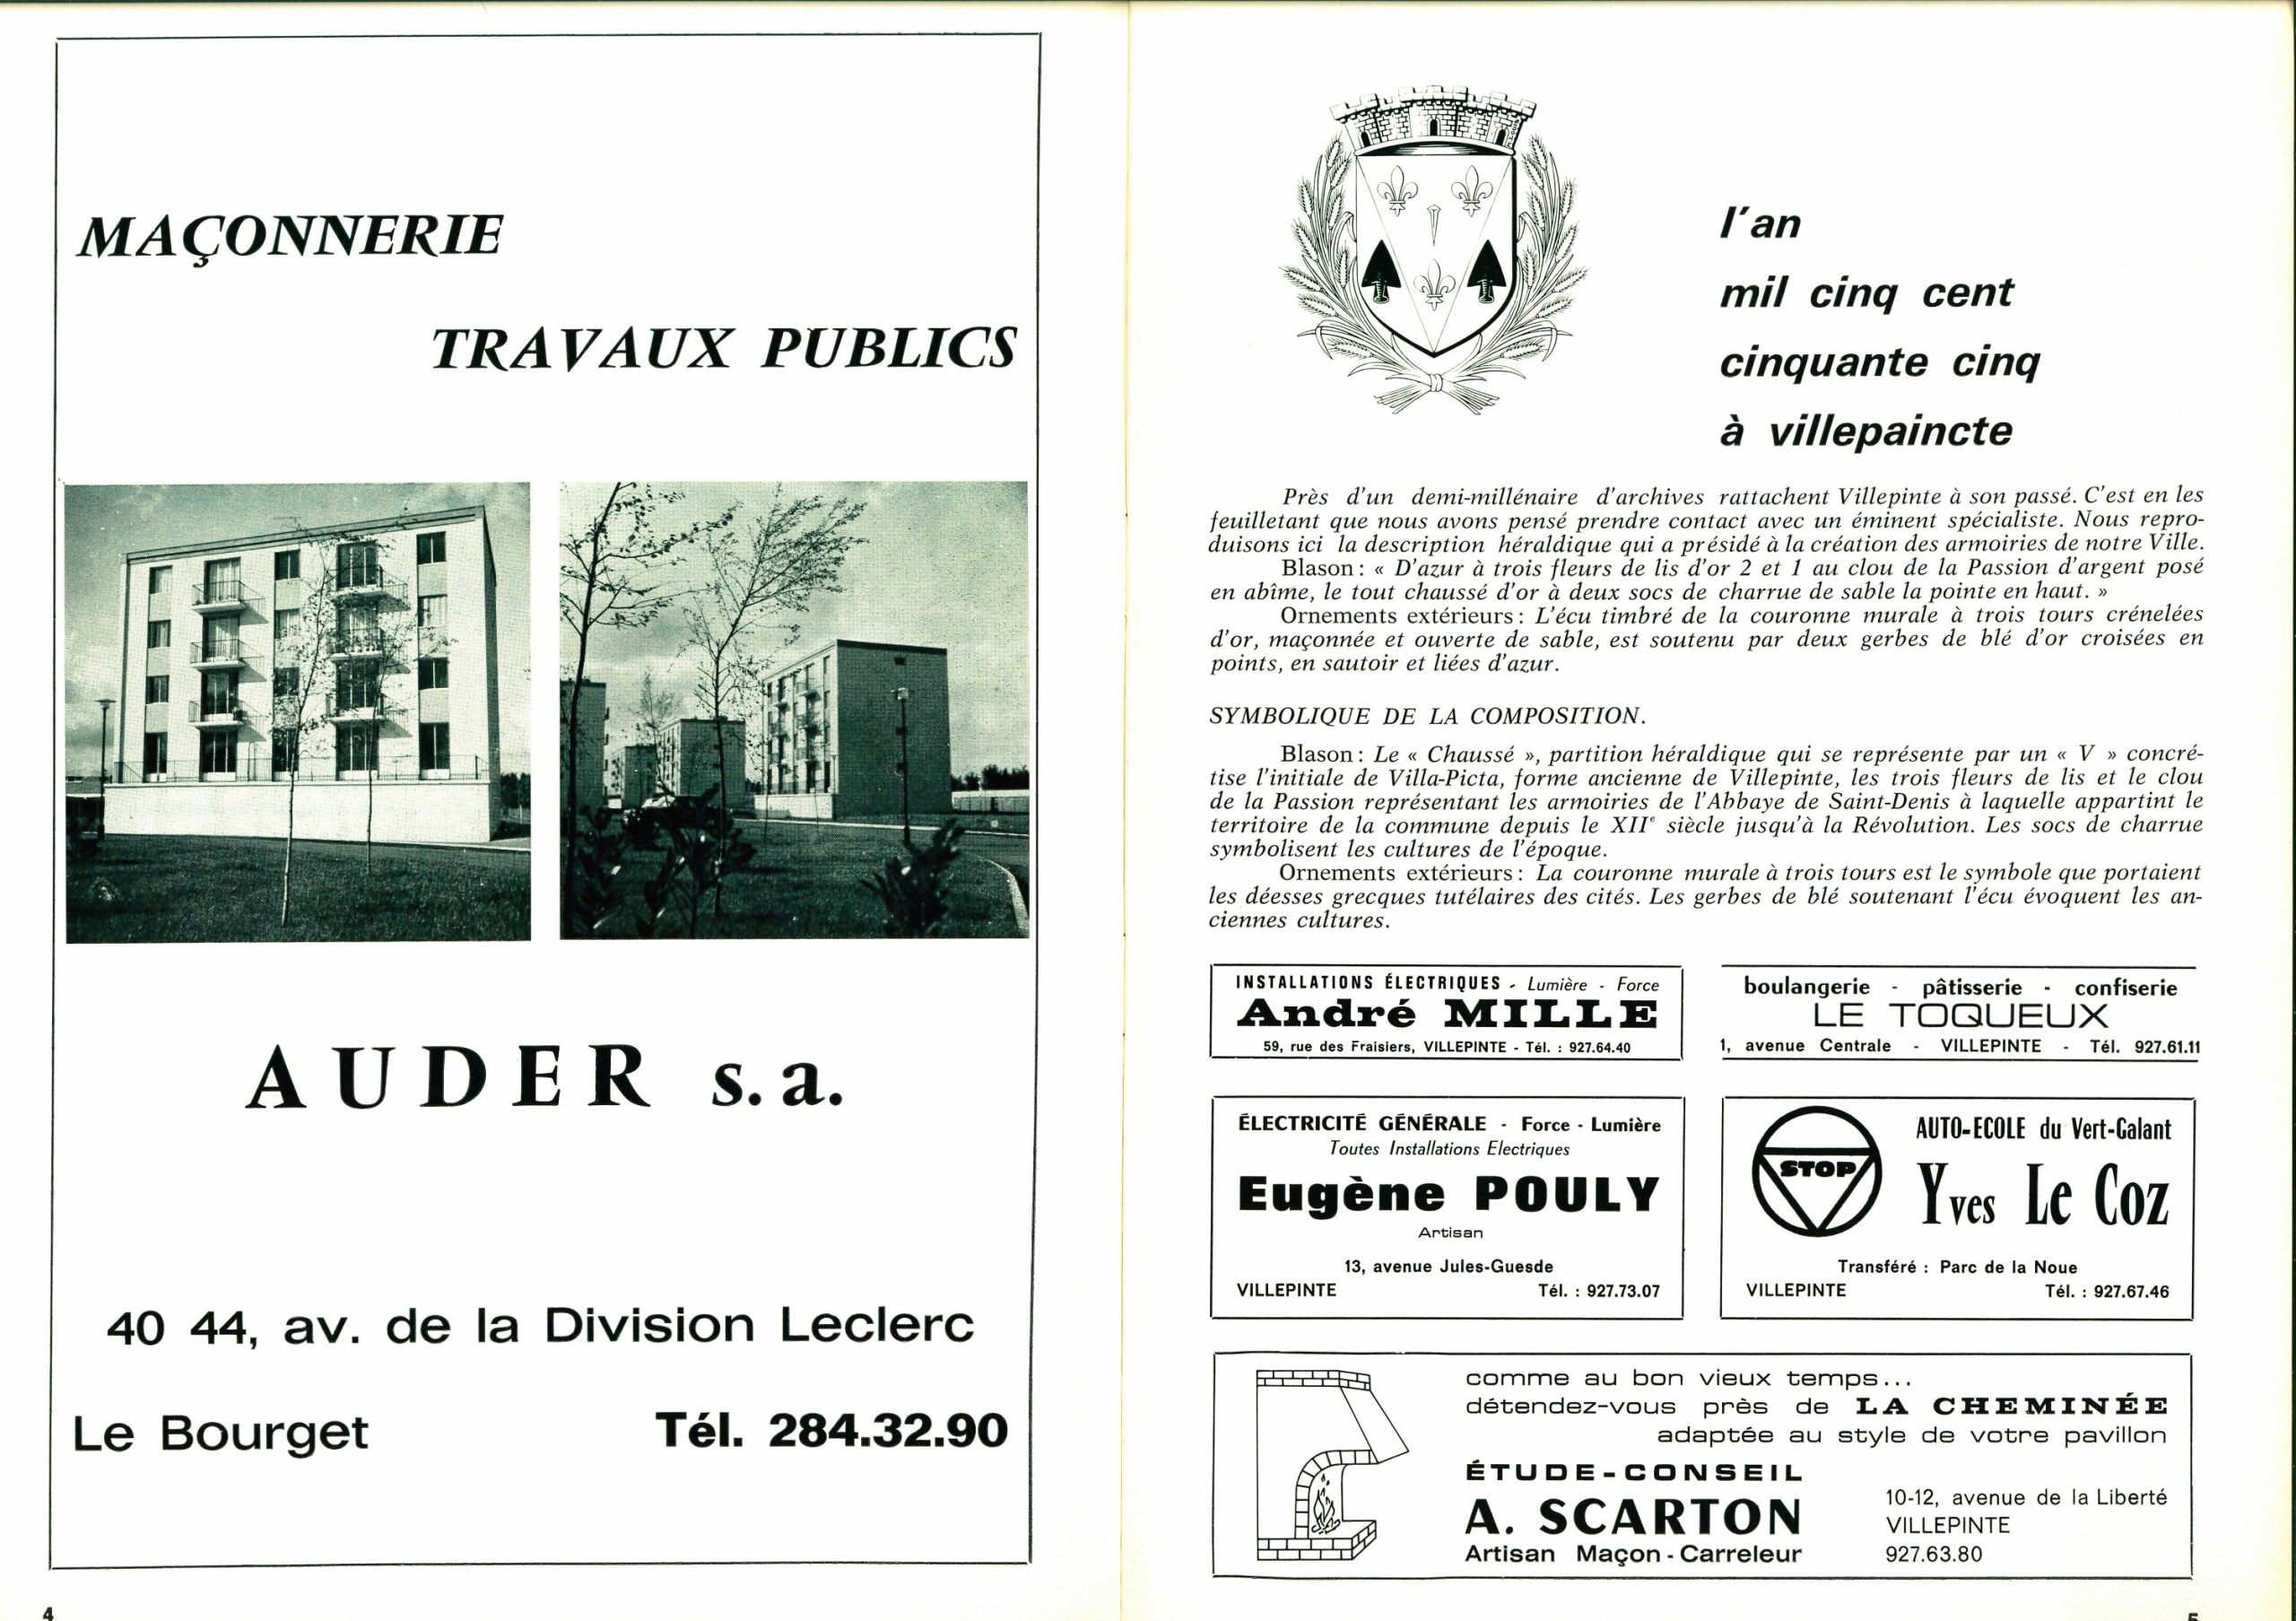 MAÇONNERIE
TRAVAUX PUBLICS
AUDER s.a.
40 44, av. de la Division Leclerc
Le Bourget Tél. 284.32.90
4
l'an
mil cinq cent
cinquante cinq
à villepaincte
Près d'un demi-millénaire d'archives rattachent Villepinte à son passé. C'est en les
feuilletant que nous avons pensé prendre contact avec un éminent spécialiste. Nous repro-
duisons ici la description héraldique qui a présidé à la création des armoiries de notre Ville.
Blason : « D'azur à trois fleurs de lis d'or 2 et 1 au clou de la Passion d'argent posé
en abîme, le tout chaussé d'or à deux socs de charrue de sable la pointe en haut. »
Ornements extérieurs : L'écu timbré de la couronne murale à trois tours crénelées
d'or, maçonnée et ouverte de sable, est soutenu par deux gerbes de blé d'or croisées en
points, en sautoir et liées d'azur.
SYMBOLIQUE DE LA COMPOSITION.
Blason : Le « Chaussé », partition héraldique qui se représente par un « V » concré-
tise l'initiale de Villa-Picta, forme ancienne de Villepinte, les trois fleurs de lis et le clou
de la Passion représentant les armoiries de l'Abbaye de Saint-Denis à laquelle appartint le
territoire de la commune depuis le XIIe siècle jusqu'à la Révolution. Les socs de charrue
symbolisent les cultures de l'époque.
Ornements extérieurs : La couronne murale à trois tours est le symbole que portaient
les déesses grecques tutélaires des cités. Les gerbes de blé soutenant l'écu évoquent les an-
ciennes cultures.
INSTALLATIONS ÉLECTRIQUES - Lumière - Force
André MILLE
59, rue des Fraisiers, VILLEPINTE - Tél. : 927.64.40
boulangerie - pâtisserie - confiserie
LE TOQUEUX
1, avenue Centrale - VILLEPINTE - Tél. 927.61.11
ÉLECTRICITÉ GÉNÉRALE - Force - Lumière
Toutes Installations Electriques
Eugène POULY
Artisan
13, avenue Jules-Guesde
VILLEPINTE Tél. : 927.73.07
STOP
AUTO-ECOLE du Vert-Galant
Yves Le Coz
Transféré : Parc de la Noue
VILLEPINTE Tél. : 927.67.46
comme au bon vieux temps...
détendez-vous près de LA CHEMINÉE
adaptée au style de votre pavillon
ÉTUDE-CONSEIL
A. SCARTON
Artisan Maçon - Carreleur
10-12, avenue de la Liberté
VILLEPINTE
927.63.80
5